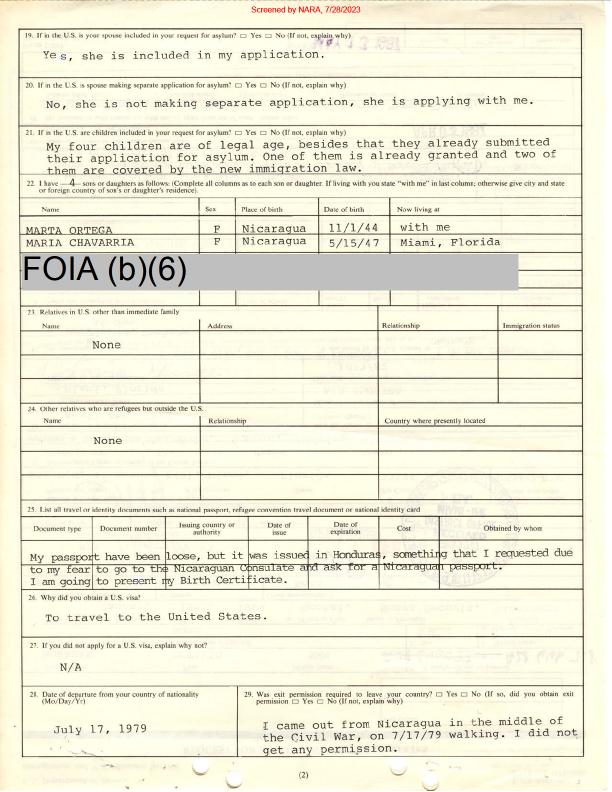 Screened by NARA, 7/28/2023
19. If in the U.S. is your spouse included in your request for asylum? □ Yes □ No (If not, explain why)
Yes, she is included in my application.
20. If in the U.S. is spouse making separate application for asylum? □ Yes □ No (If not, explain why)
No, she is not making separate application, she is applying with me.
21. If in the U.S. are children included in your request for asylum? □ Yes □ No (If not, explain why)
My four children are of legal age, besides that they already submitted
their application for asylum. One of them is already granted and two of
them are covered by the new immigration law.
22. I have 4 sons or daughters as follows: (Complete all columns as to each son or daughter. If living with you state "with me" in last column; otherwise give city and state
or foreign country of son's or daughter's residence).
Name Sex Place of birth Date of birth Now living at
MARTA ORTEGA F Nicaragua 11/1/44 with me
MARIA CHAVARRIA F Nicaragua 5/15/47 Miami, Florida
FOIA (b)(6)
23. Relatives in U.S. other than immediate family
Name Address Relationship Immigration status
None
24. Other relatives who are refugees but outside the U.S.
Name Relationship Country where presently located
None
25. List all travel or identity documents such as national passport, refugee convention travel document or national identity card
Document type Document number Issuing country or authority Date of issue Date of expiration Cost Obtained by whom
My passport have been loose, but it was issued in Honduras, something that I requested due
to my fear to go to the Nicaraguan Consulate and ask for a Nicaraguan passport.
I am going to present my Birth Certificate.
26. Why did you obtain a U.S. visa?
To travel to the United States.
27. If you did not apply for a U.S. visa, explain why not?
N/A
28. Date of departure from your country of nationality
(Mo/Day/Yr)
July 17, 1979
29. Was exit permission required to leave your country? □ Yes □ No (If so, did you obtain exit
permission □ Yes □ No (If not, explain why)
I came out from Nicaragua in the middle of
the Civil War, on 7/17/79 walking. I did not
get any permission.
(2)